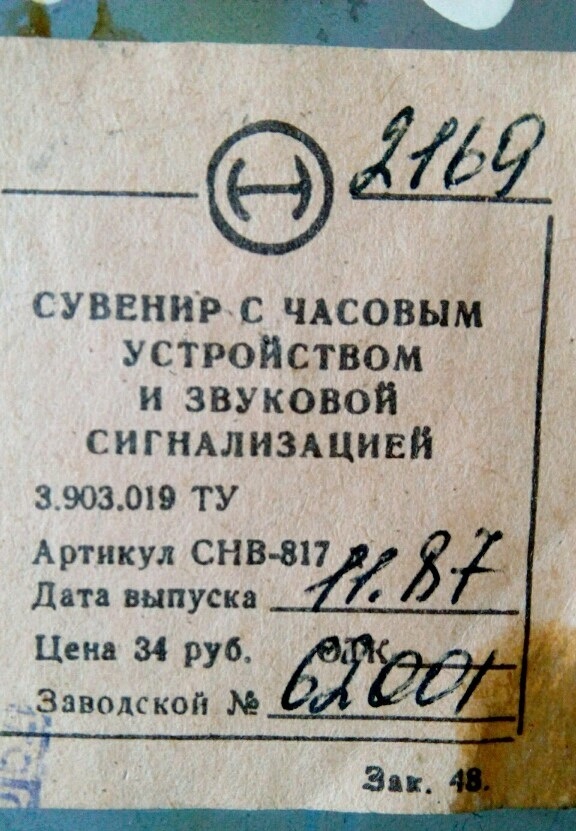 2169
СУВЕНИР С ЧАСОВЫМ
УСТРОЙСТВОМ
И ЗВУКОВОЙ
СИГНАЛИЗАЦИЕЙ
3.903.019 ТУ
Артикул СНВ-817
Дата выпуска 11.87
Цена 34 руб. ОТК
Заводской № 62001
Зак. 48.